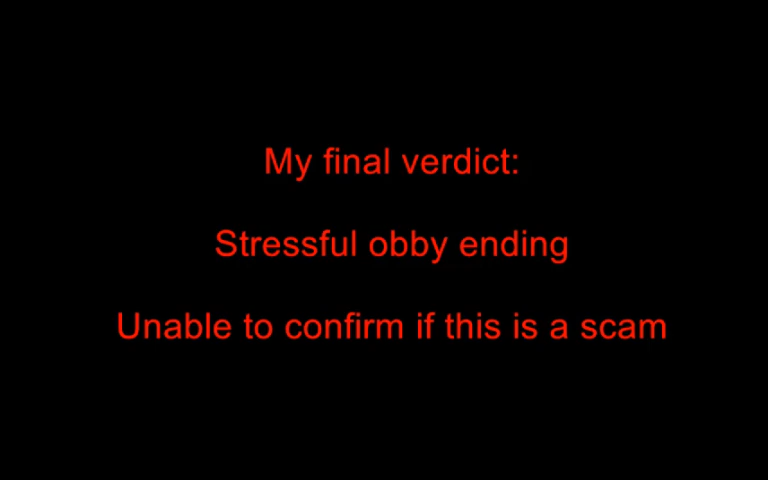 My final verdict:
Stressful obby ending
Unable to confirm if this is a scam